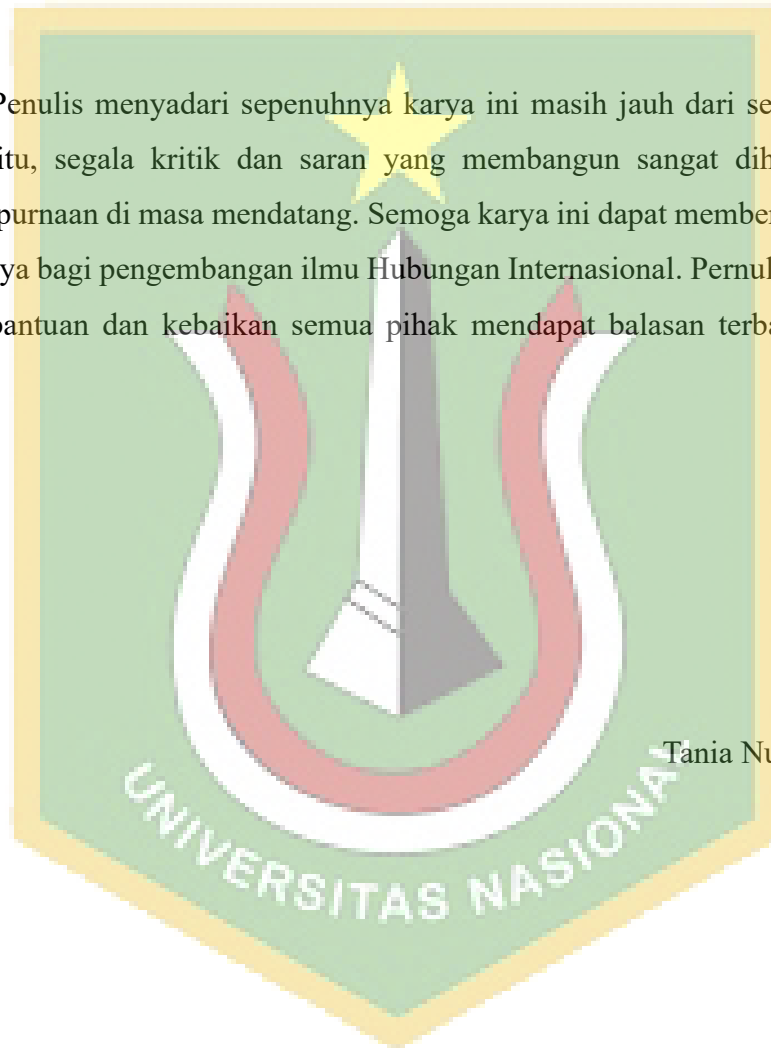 Penulis menyadari sepenuhnya karya ini masih jauh dari se
itu, segala kritik dan saran yang membangun sangat dih
purnaan di masa mendatang. Semoga karya ini dapat member
ya bagi pengembangan ilmu Hubungan Internasional. Pernul
bantuan dan kebaikan semua pihak mendapat balasan terba
Tania Nu
UNIVERSITAS NASIONAL